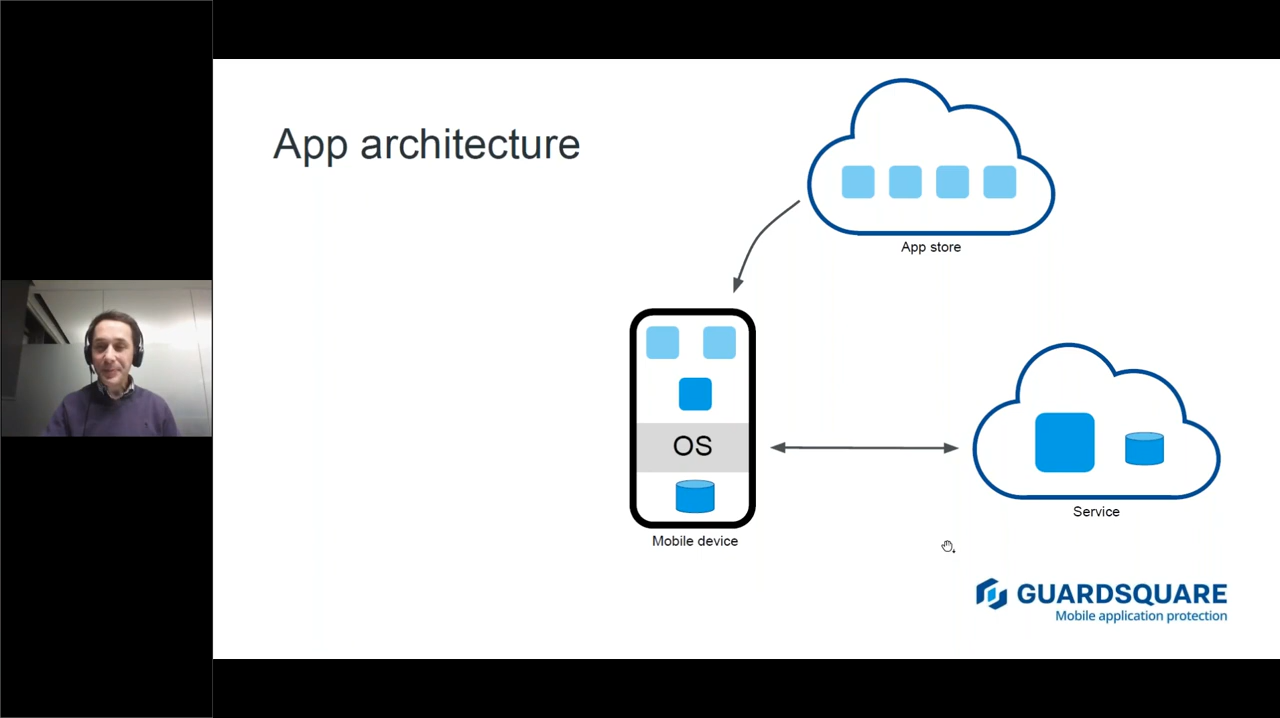 App architecture
App store
OS
Mobile device
Service
GUARDSQUARE
Mobile application protection